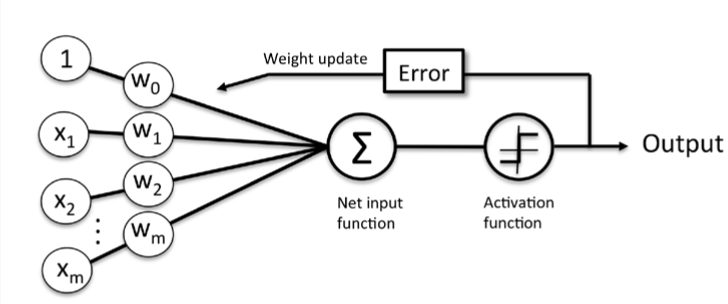 1
W0
Weight update
Error
x1
W1
Σ
Output
x2
W2
Net input
function
Activation
function
⋮
Wm
xm